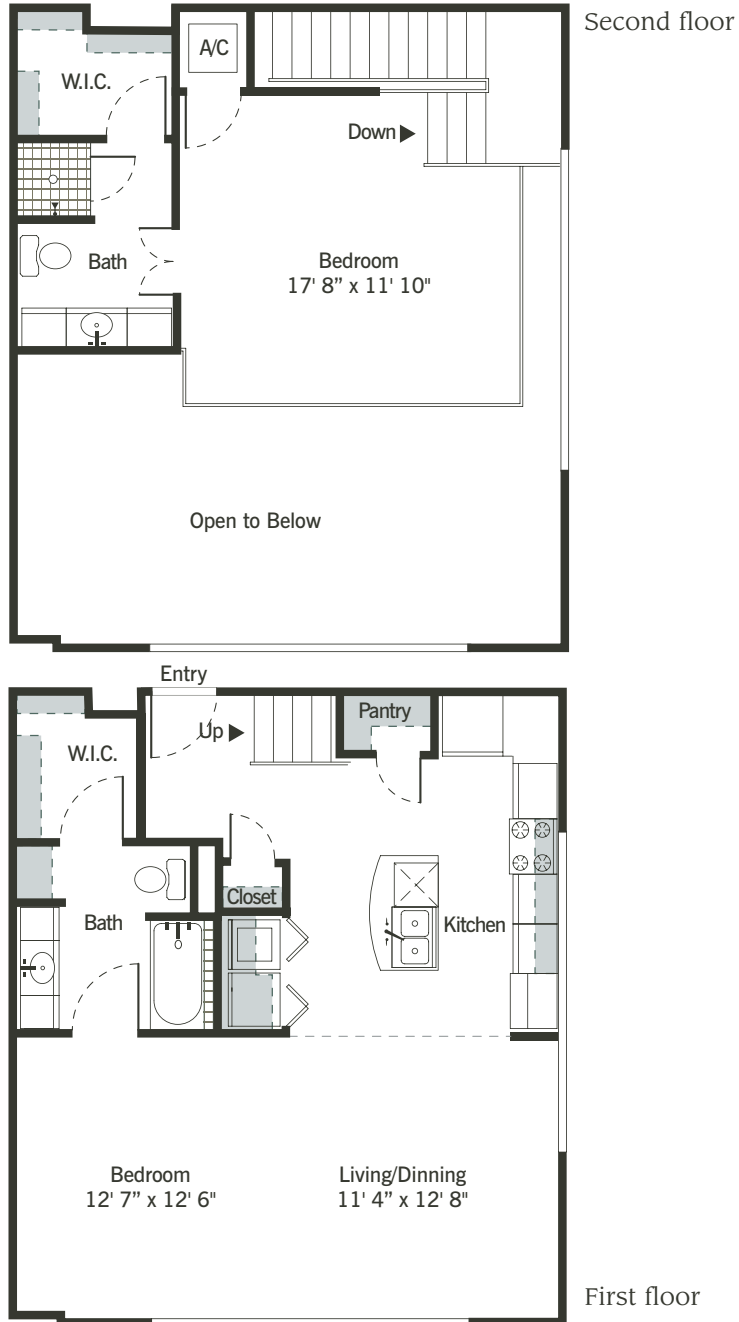 Second floor
A/C
W.I.C.
Down
Bath
Bedroom
17' 8” x 11' 10"
Open to Below
Entry
Up
Pantry
W.I.C.
Closet
Bath
Kitchen
Bedroom
12' 7” x 12' 6"
Living/Dinning
11' 4” x 12' 8"
First floor